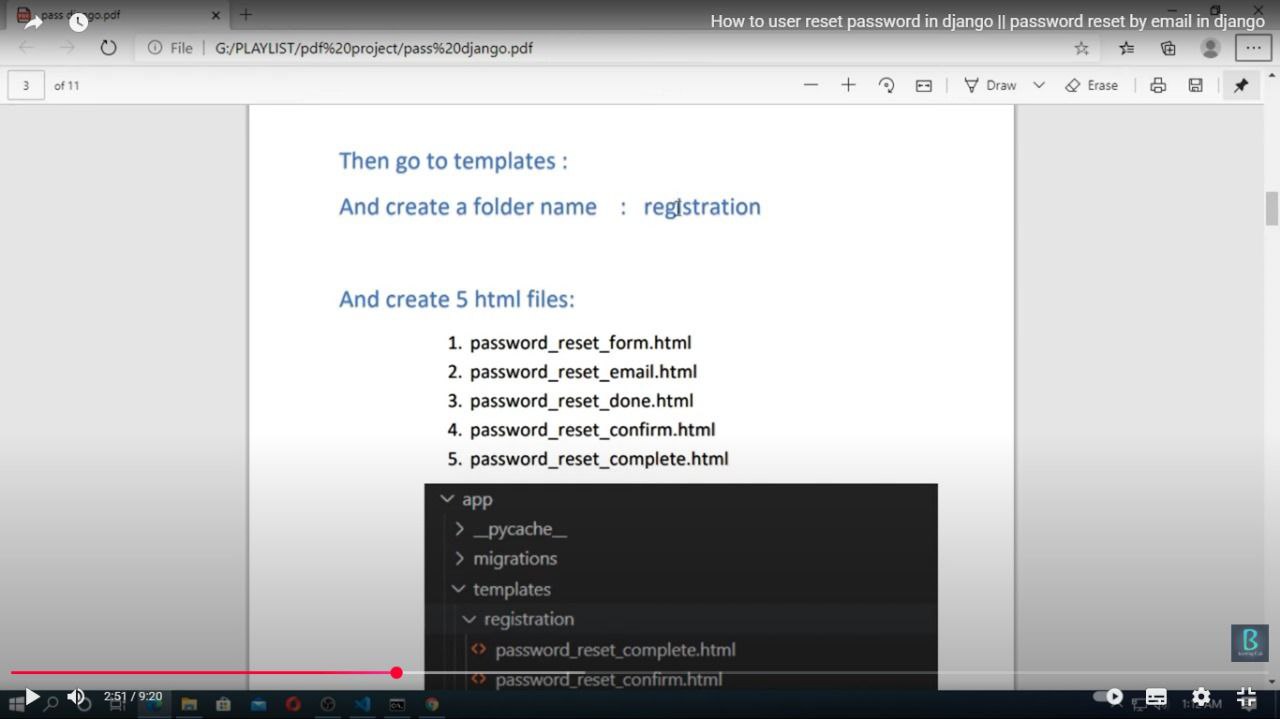 pass django.pdf
How to user reset password in django || password reset by email in django
File
G:/PLAYLIST/pdf%20project/pass%20django.pdf
3 of 11
Draw
Erase
Then go to templates :
And create a folder name : registration
And create 5 html files:
1. password_reset_form.html
2. password_reset_email.html
3. password_reset_done.html
4. password_reset_confirm.html
5. password_reset_complete.html
app
__pycache__
migrations
templates
registration
password_reset_complete.html
password_reset_confirm.html
B
2:51 / 9:20